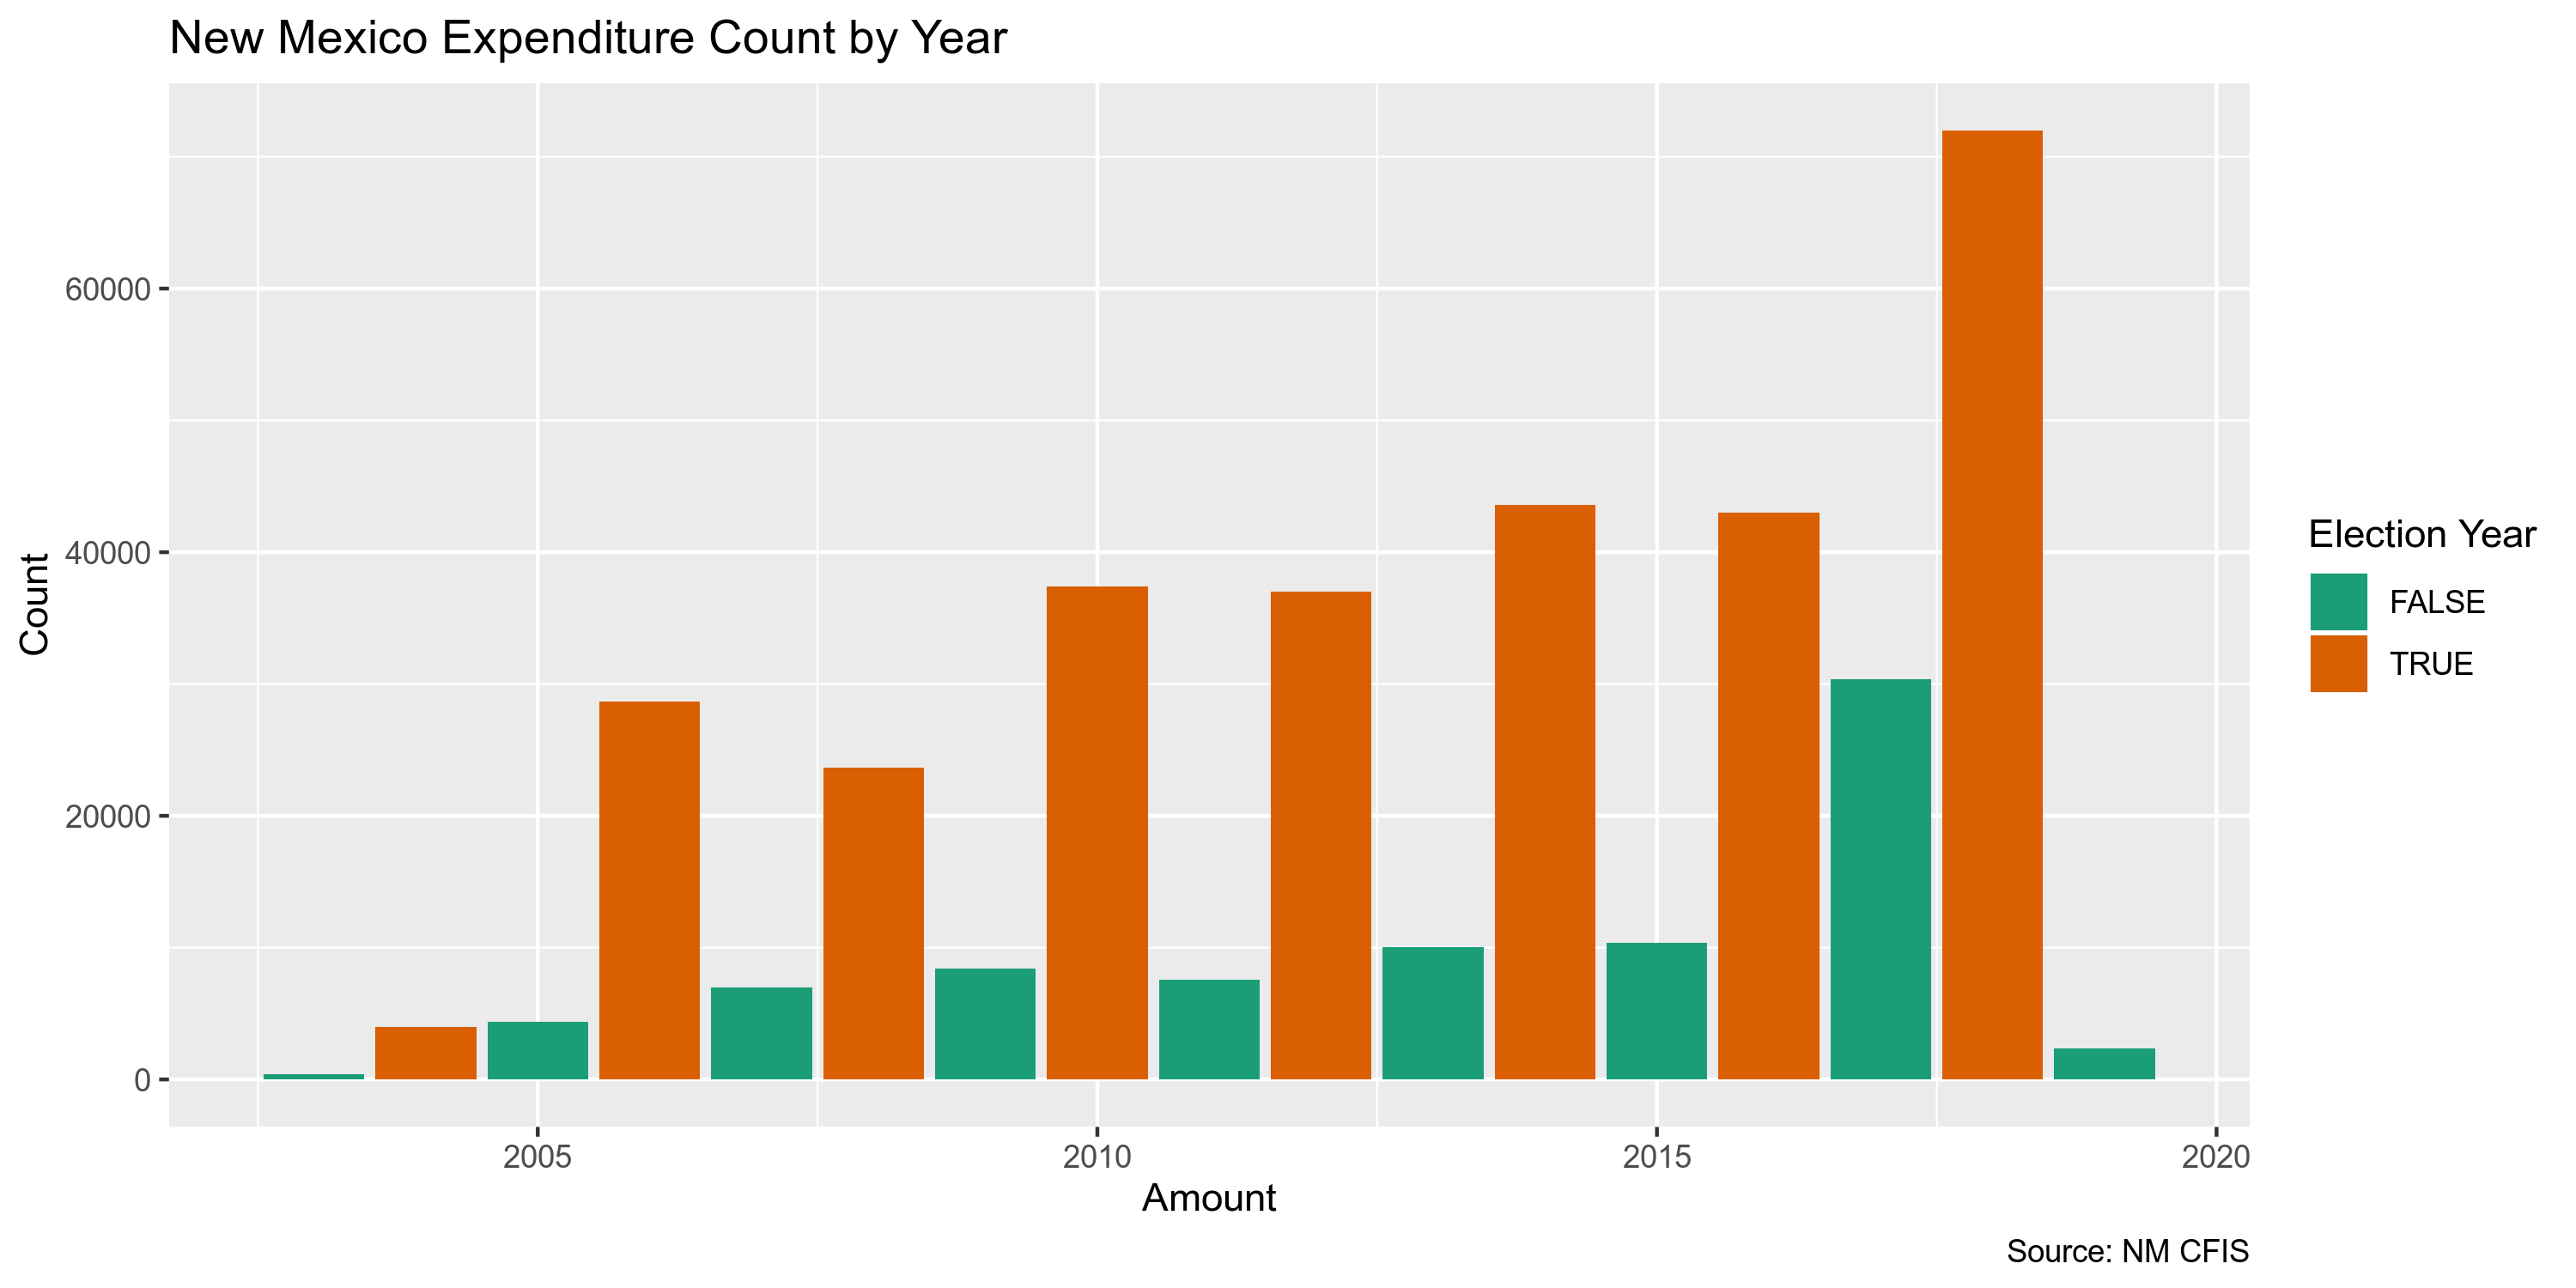 New Mexico Expenditure Count by Year
Count
60000
40000
20000
0
2005
2010
2015
2020
Amount
Election Year
FALSE
TRUE
Source: NM CFIS